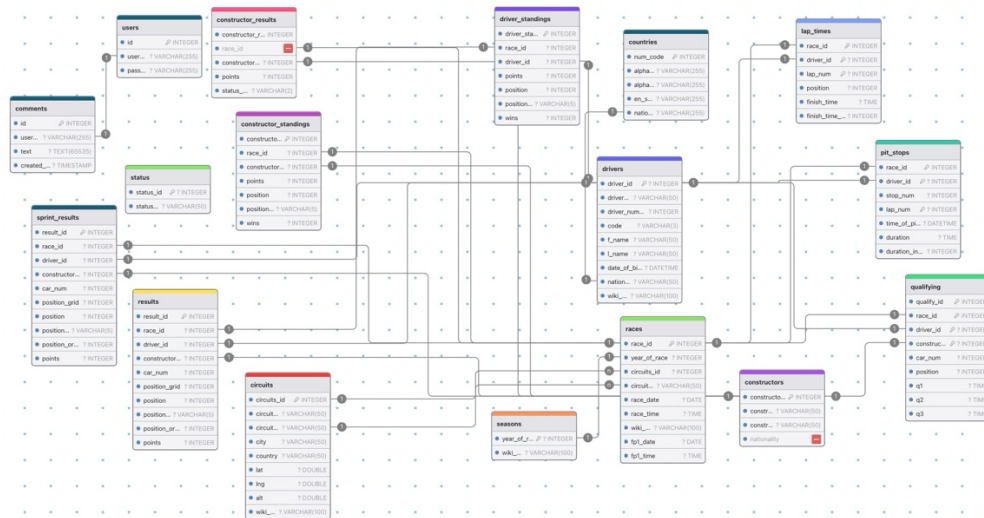 users
id ? INTEGER
user... ? VARCHAR(255)
pass... ? VARCHAR(255)
constructor_results
constructor_r... INTEGER
race_id
constructor... ? INTEGER
points ? INTEGER
status_... ? VARCHAR(2)
driver_standings
driver_sta... ? INTEGER
race_id ? INTEGER
driver_id ? INTEGER
points ? INTEGER
position ? INTEGER
position... ? VARCHAR(5)
wins ? INTEGER
countries
num_code ? INTEGER
alpha... ? VARCHAR(255)
alpha... ? VARCHAR(255)
en_s... ? VARCHAR(255)
natio... ? VARCHAR(255)
lap_times
race_id ? INTEGER
driver_id ? INTEGER
lap_num ? INTEGER
position ? INTEGER
finish_time ? TIME
finish_time_... ? INTEGER
comments
id ? INTEGER
user... ? VARCHAR(255)
text ? TEXT(65535)
created_... ? TIMESTAMP
constructor_standings
constructo... ? INTEGER
race_id ? INTEGER
constructor... ? INTEGER
points ? INTEGER
position ? INTEGER
position... ? VARCHAR(5)
wins ? INTEGER
status
status_id ? INTEGER
status... ? VARCHAR(50)
drivers
driver_id ? INTEGER
driver... ? VARCHAR(50)
driver_num... ? INTEGER
code ? VARCHAR(3)
f_name ? VARCHAR(50)
l_name ? VARCHAR(50)
date_of_bi... ? DATETIME
nation... ? VARCHAR(50)
wiki_... ? VARCHAR(100)
pit_stops
race_id ? INTEGER
driver_id ? INTEGER
stop_num ? INTEGER
lap_num ? INTEGER
time_of_pi... ? DATETIME
duration ? TIME
duration_in... ? INTEGER
sprint_results
result_id ? INTEGER
race_id ? INTEGER
driver_id ? INTEGER
constructor... ? INTEGER
car_num ? INTEGER
position_grid ? INTEGER
position ? INTEGER
position... ? VARCHAR(5)
position_or... ? INTEGER
points ? INTEGER
results
result_id ? INTEGER
race_id ? INTEGER
driver_id ? INTEGER
constructor... ? INTEGER
car_num ? INTEGER
position_grid ? INTEGER
position ? INTEGER
position... ? VARCHAR(5)
position_or... ? INTEGER
points ? INTEGER
qualifying
qualify_id ? INTEGER
race_id ? INTEGER
driver_id ? INTEGER
construc... ? INTEGER
car_num ? INTEGER
position ? INTEGER
q1 ? TIM
q2 ? TIM
q3 ? TIM
races
race_id ? INTEGER
year_of_race ? INTEGER
circuits_id ? INTEGER
circuit... ? VARCHAR(50)
race_date ? DATE
race_time ? TIME
wiki_... ? VARCHAR(100)
fp1_date ? DATE
fp1_time ? TIME
circuits
circuits_id ? INTEGER
circuit... ? VARCHAR(50)
circuit... ? VARCHAR(50)
city ? VARCHAR(50)
country ? VARCHAR(50)
lat ? DOUBLE
lng ? DOUBLE
alt ? DOUBLE
wiki_... ? VARCHAR(100)
constructors
constructo... ? INTEGER
constr... ? VARCHAR(50)
constr... ? VARCHAR(50)
nationality
seasons
year_of_r... ? INTEGER
wiki_... ? VARCHAR(100)